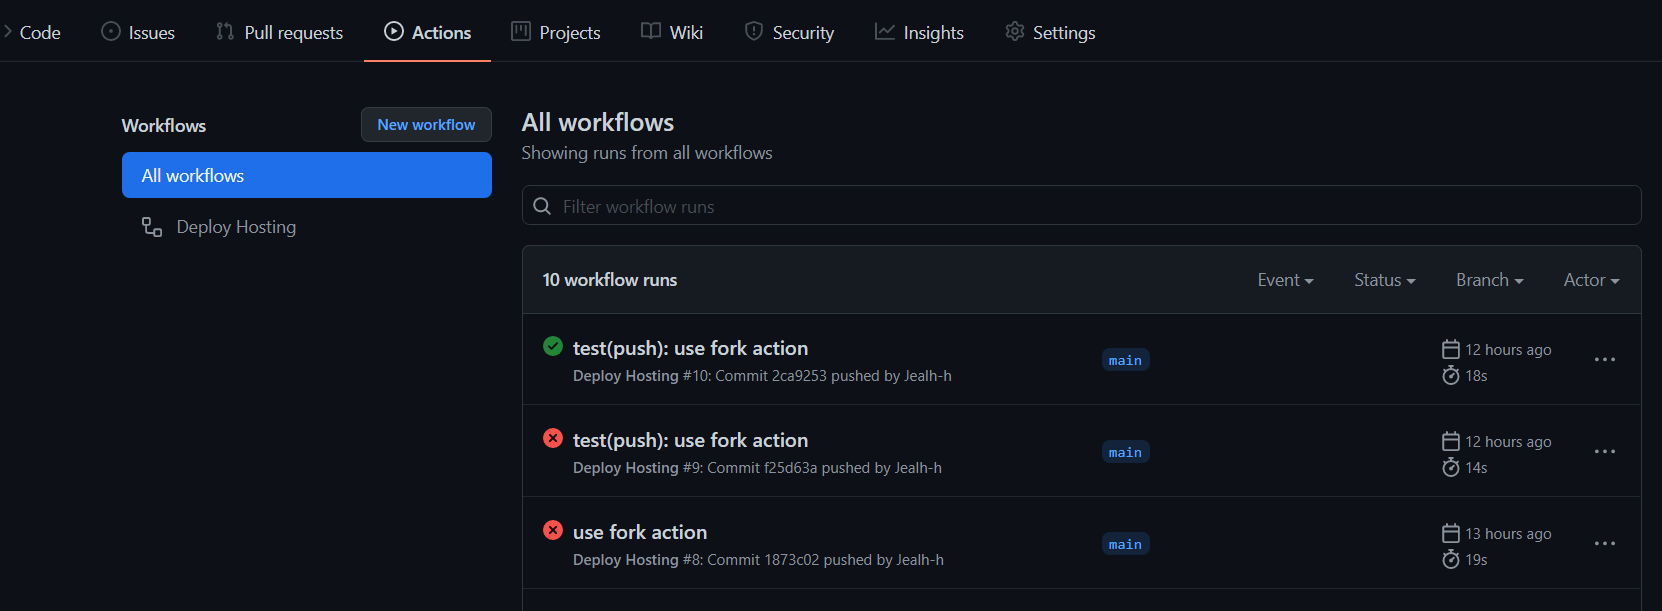 Code Issues Pull requests Actions Projects Wiki Security Insights Settings
Workflows
New workflow
All workflows
Deploy Hosting
All workflows
Showing runs from all workflows
Filter workflow runs
10 workflow runs Event Status Branch Actor
test(push): use fork action
Deploy Hosting #10: Commit 2ca9253 pushed by Jealh-h
main
12 hours ago
18s
test(push): use fork action
Deploy Hosting #9: Commit f25d63a pushed by Jealh-h
main
12 hours ago
14s
use fork action
Deploy Hosting #8: Commit 1873c02 pushed by Jealh-h
main
13 hours ago
19s